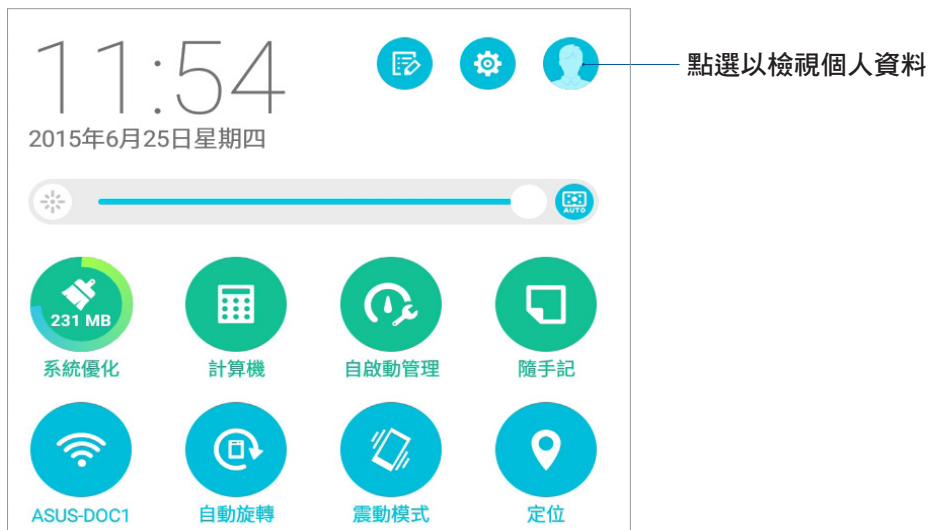 11:54
點選以檢視個人資料
2015年6月25日星期四
AUTO
231 MB
系統優化
計算機
自啟動管理
隨手記
ASUS-DOC1
自動旋轉
震動模式
定位